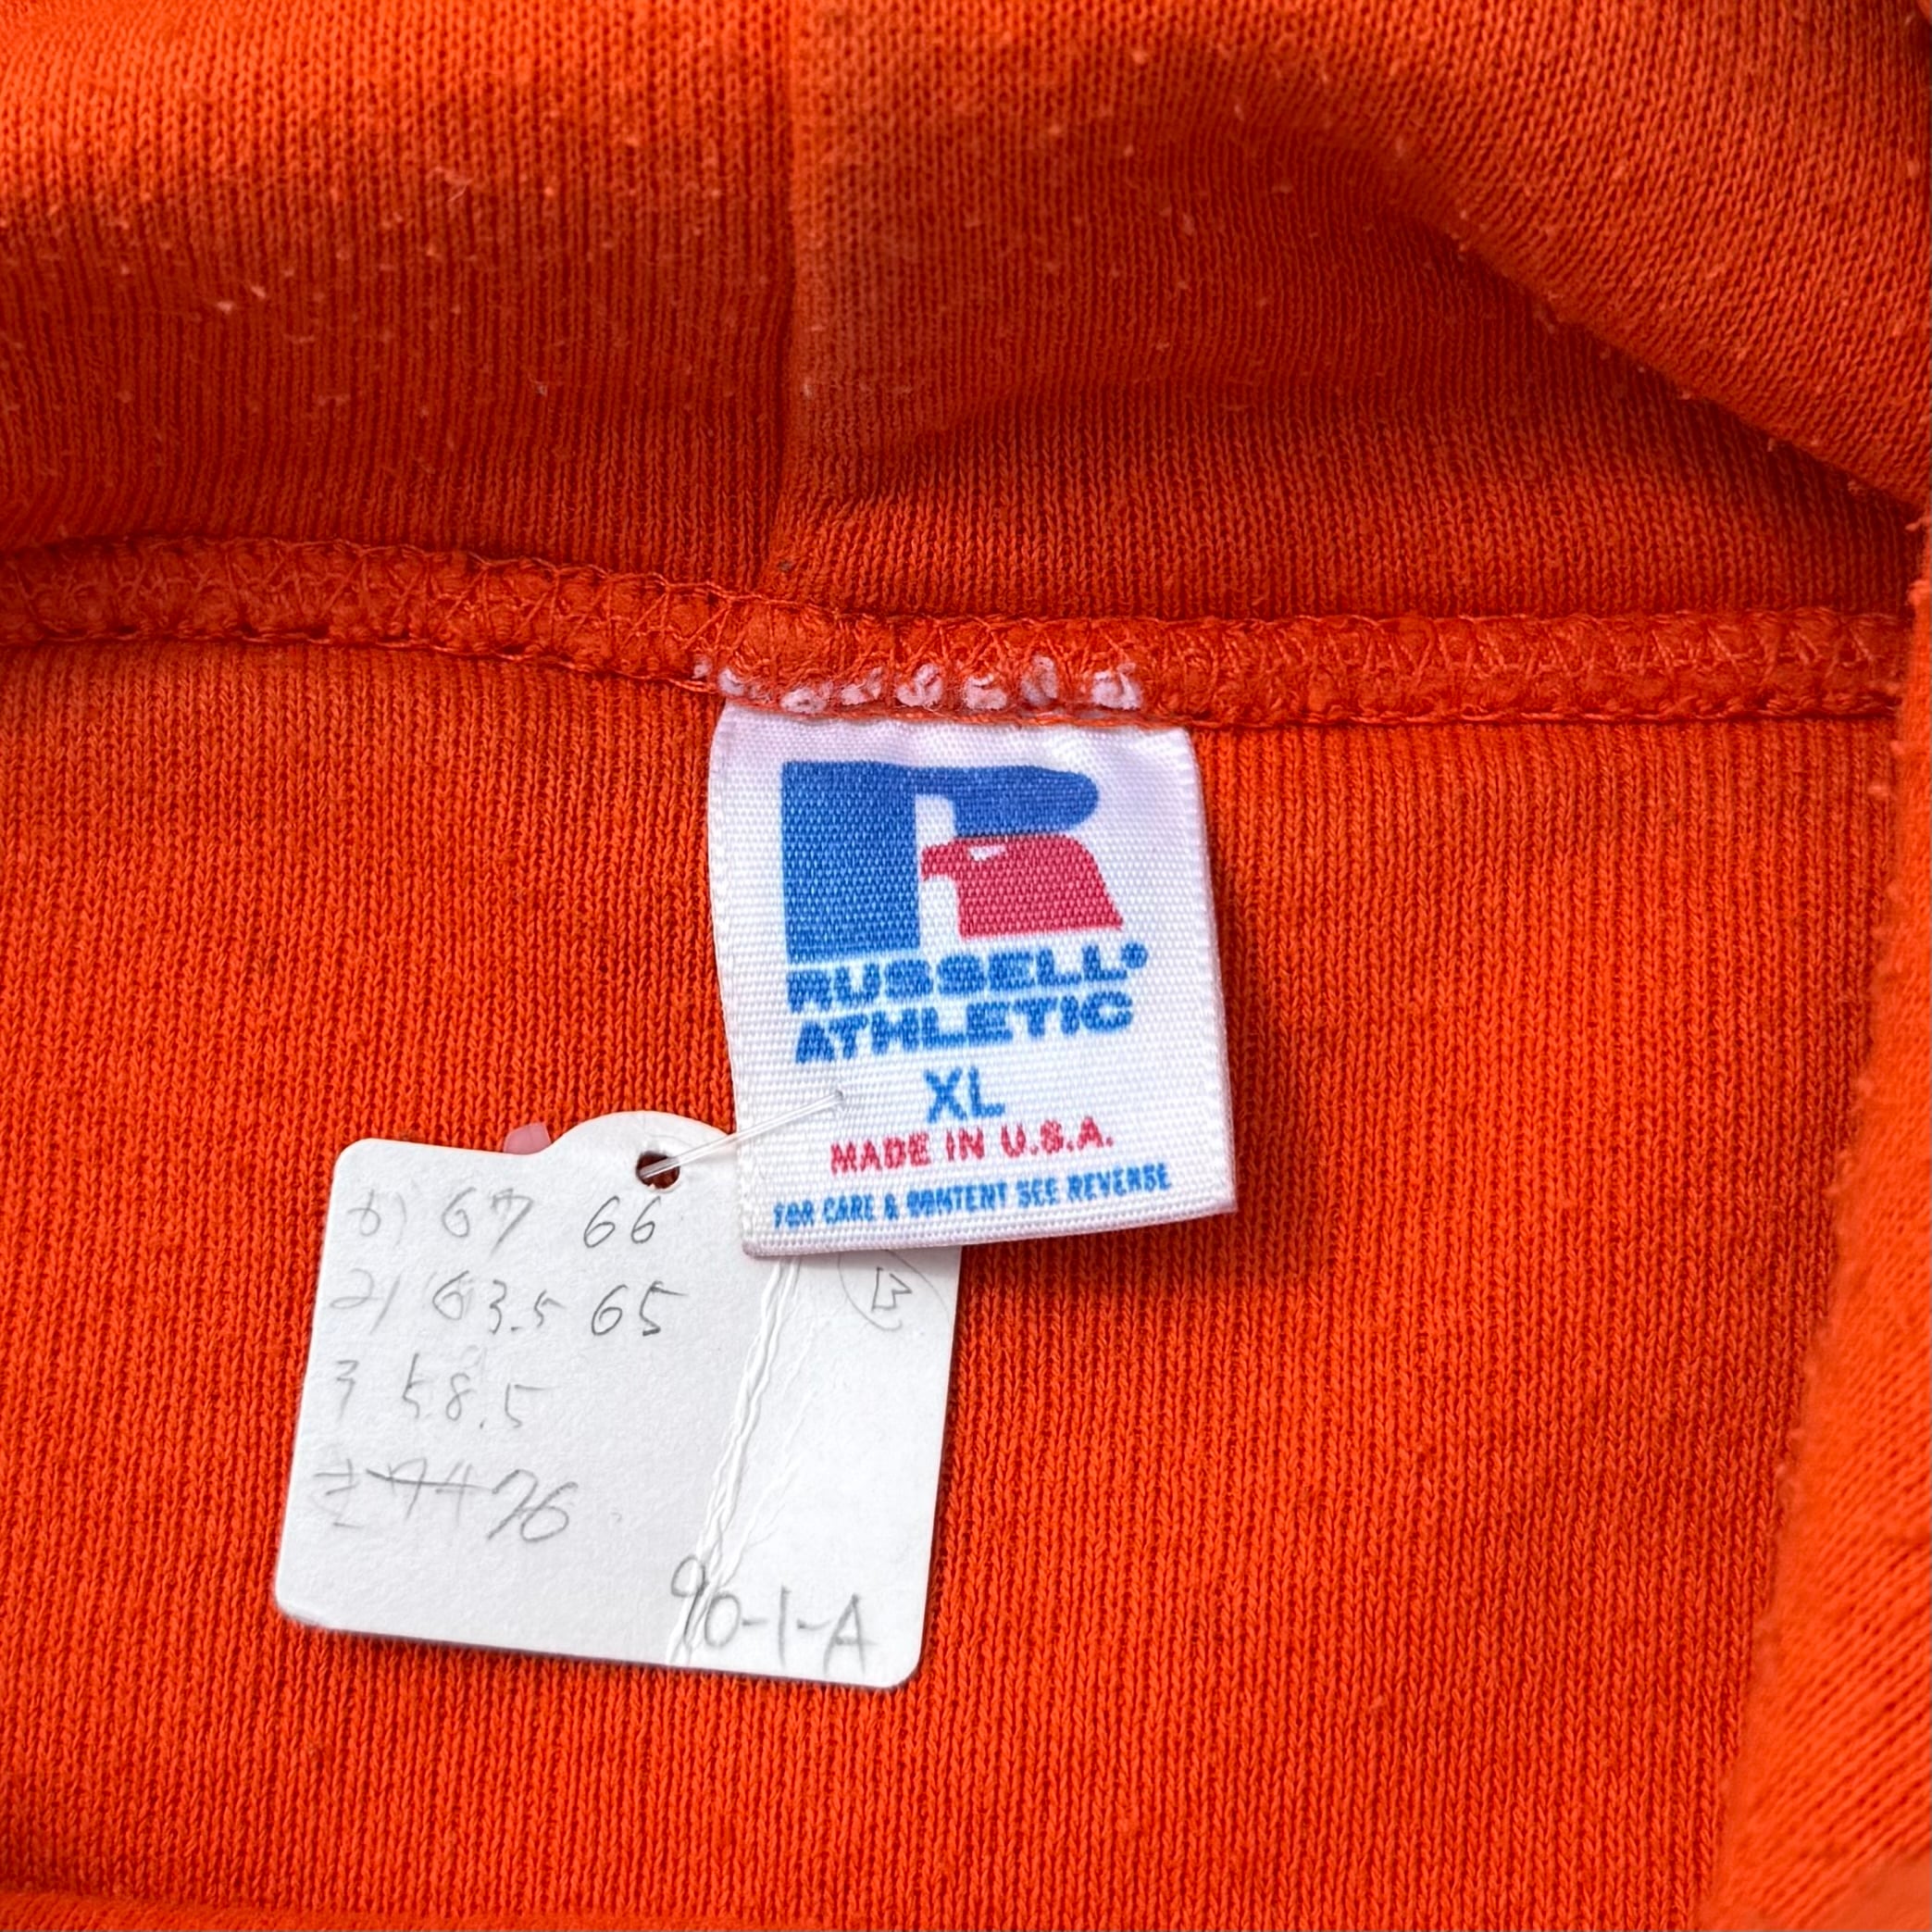 RUSSELL®
ATHLETIC
XL
MADE IN U.S.A.
FOR CARE & CONTENT SEE REVERSE
67 66
2) 63.5 65
3 58.5
76
90-1-A